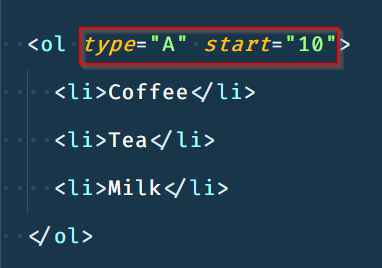 <ol type="A" start="10">
<li>Coffee</li>
<li>Tea</li>
<li>Milk</li>
</ol>